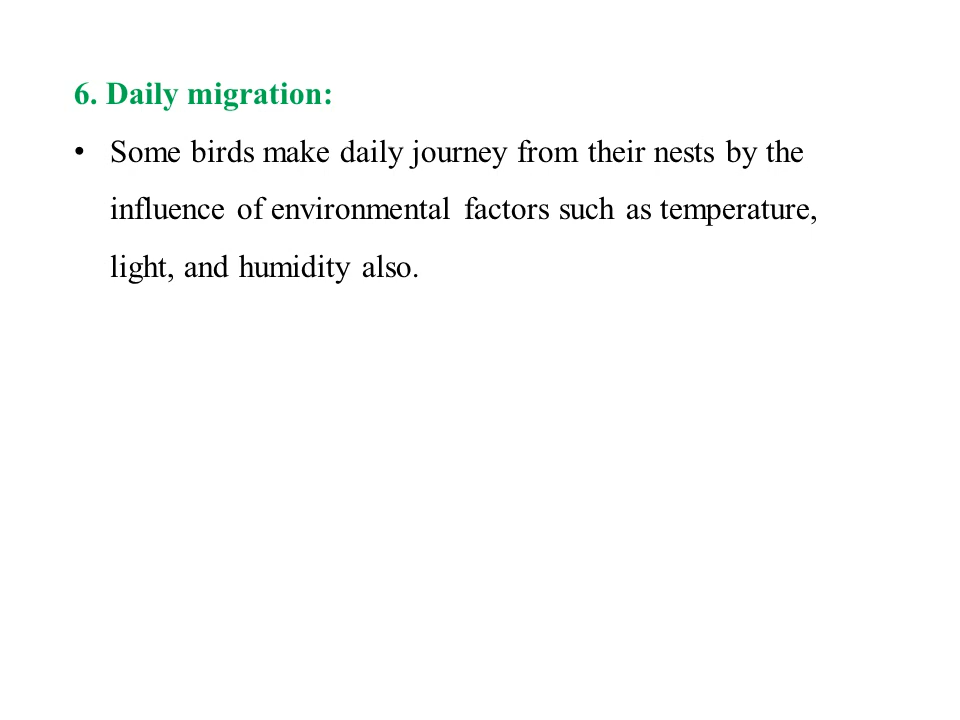 6. Daily migration:
• Some birds make daily journey from their nests by the
influence of environmental factors such as temperature,
light, and humidity also.